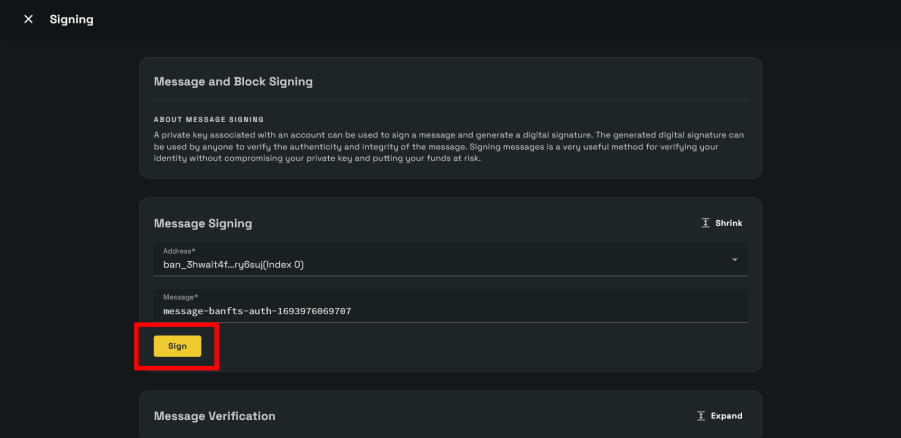 Signing
Message and Block Signing
ABOUT MESSAGE SIGNING
A private key associated with an account can be used to sign a message and generate a digital signature. The generated digital signature can
be used by anyone to verify the authenticity and integrity of the message. Signing messages is a very useful method for verifying your
identity without compromising your private key and putting your funds at risk.
Message Signing
Shrink
Address*
ban_3hwait4f...ry6suj(Index 0)
Message*
message-banfts-auth-1693976069707
Sign
Message Verification
Expand